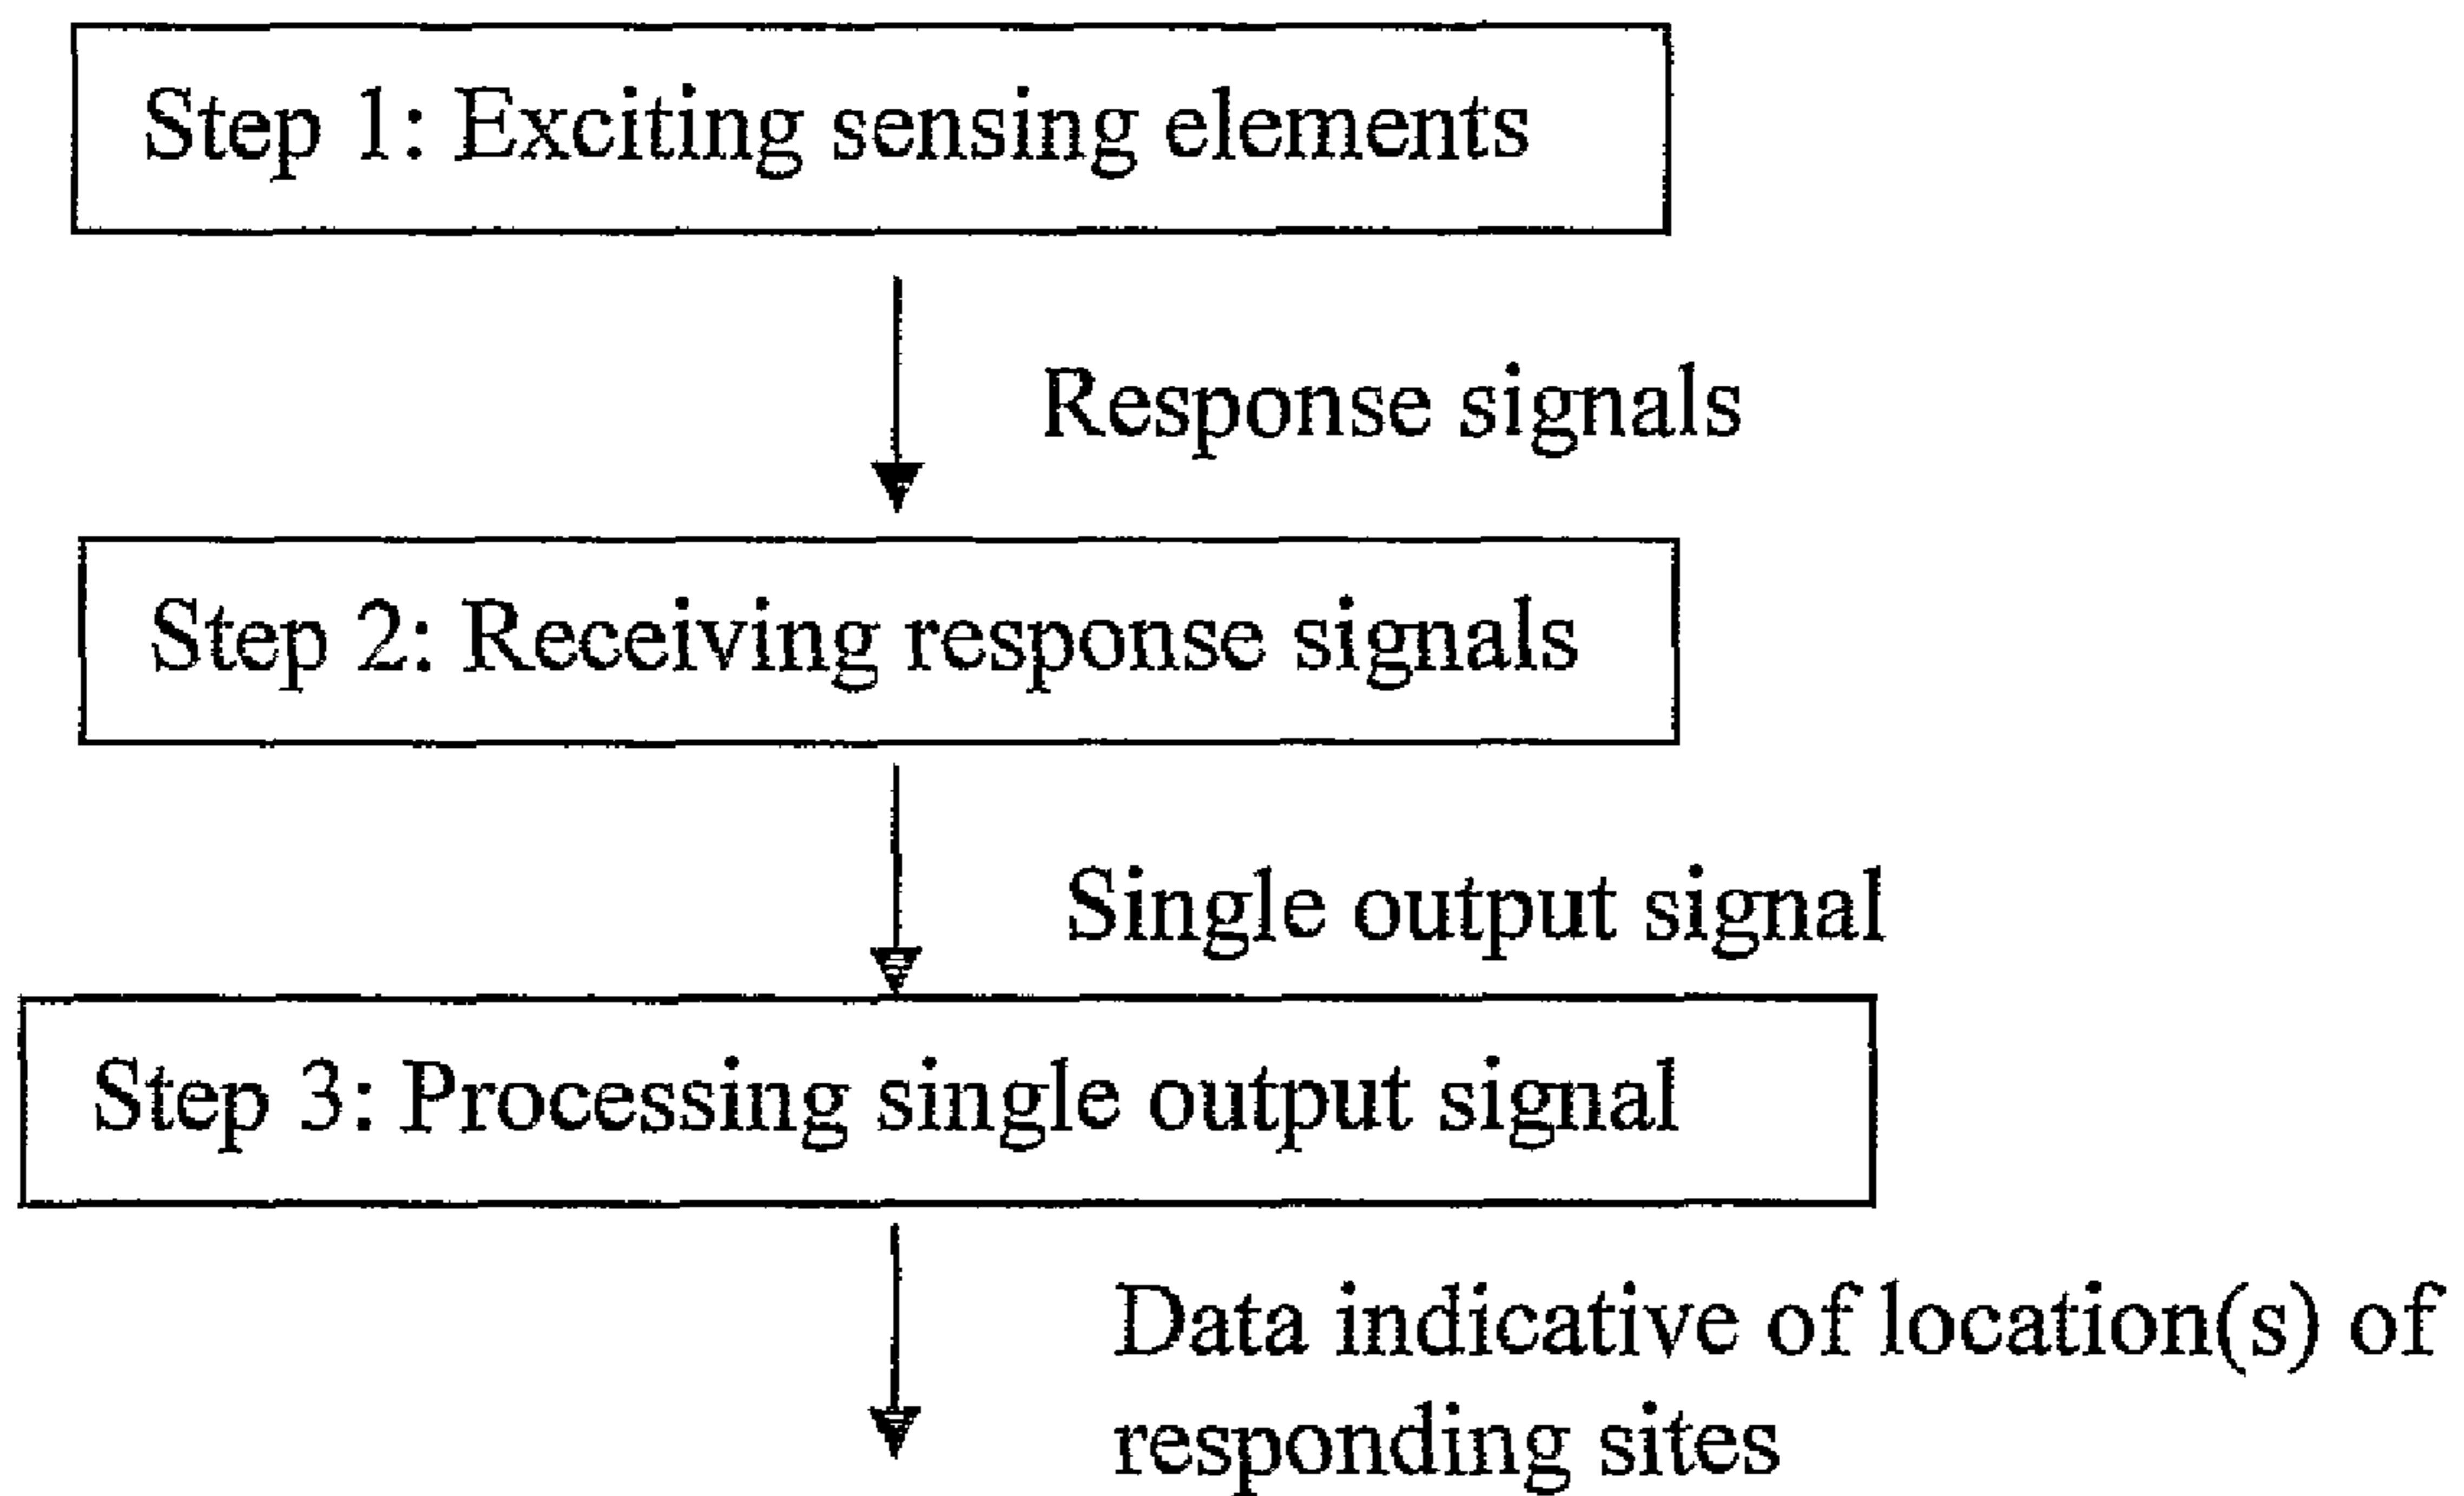 Step 1: Exciting sensing elements
Response signals
Step 2: Receiving response signals
Single output signal
Step 3: Processing single output signal
Data indicative of location(s) of
responding sites